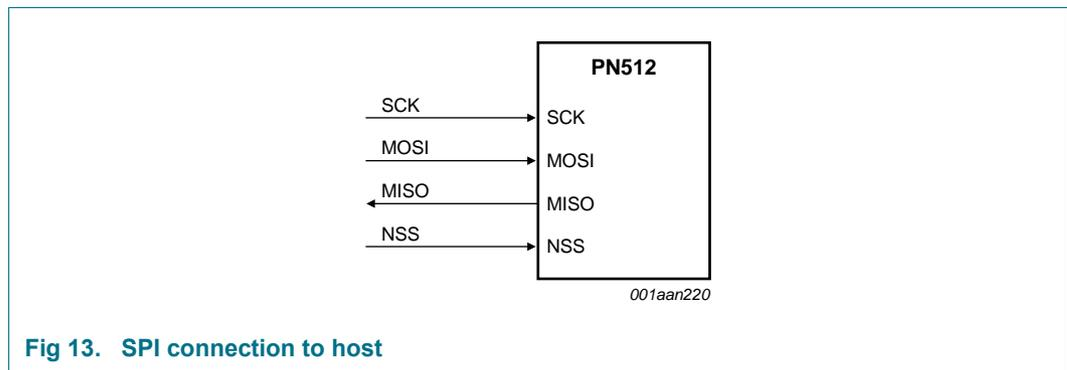 PN512
SCK SCK
MOSI MOSI
MISO MISO
NSS NSS
001aan220
Fig 13. SPI connection to host